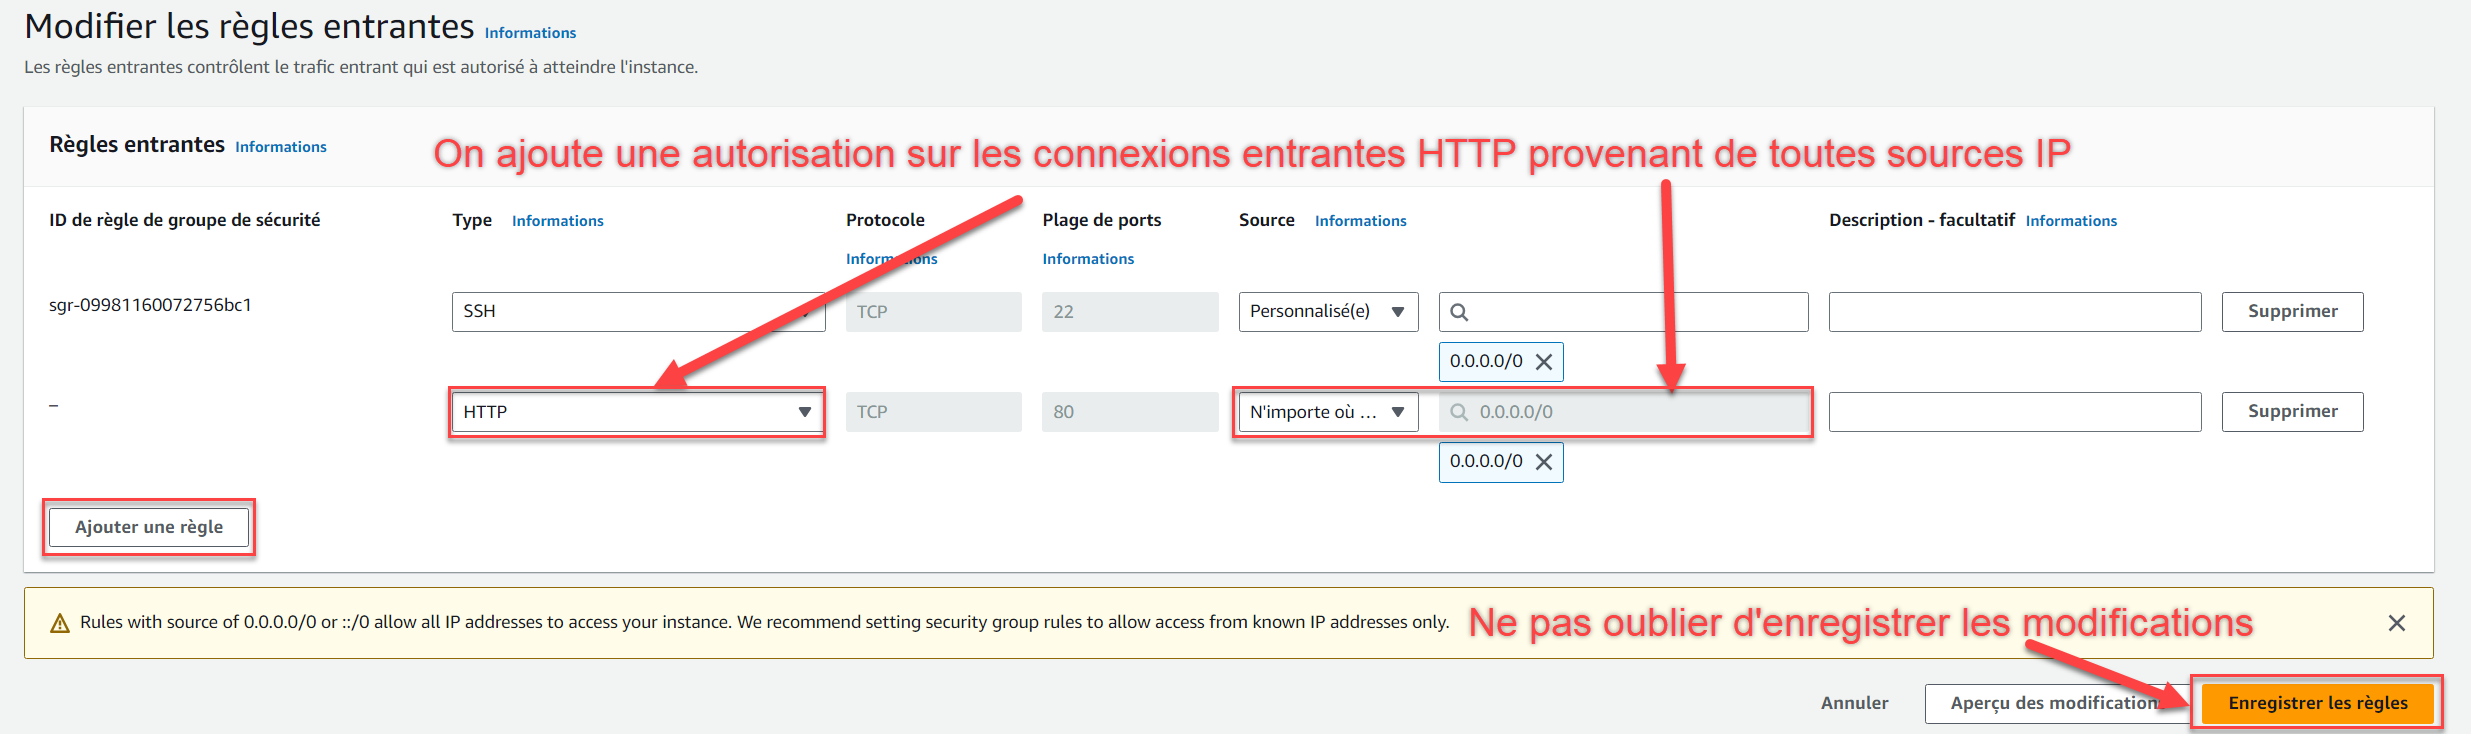 Modifier les règles entrantes Informations
Les règles entrantes contrôlent le trafic entrant qui est autorisé à atteindre l'instance.
Règles entrantes Informations
On ajoute une autorisation sur les connexions entrantes HTTP provenant de toutes sources IP
ID de règle de groupe de sécurité Type Informations Protocole Plage de ports Source Informations Description - facultatif Informations
Informations Informations
sgr-09981160072756bc1 SSH TCP 22 Personnalisé(e) Supprimer
0.0.0.0/0
– HTTP TCP 80 N'importe où ... 0.0.0.0/0 Supprimer
0.0.0.0/0
Ajouter une règle
Rules with source of 0.0.0.0/0 or ::/0 allow all IP addresses to access your instance. We recommend setting security group rules to allow access from known IP addresses only.
Ne pas oublier d'enregistrer les modifications
Annuler Aperçu des modifications Enregistrer les règles